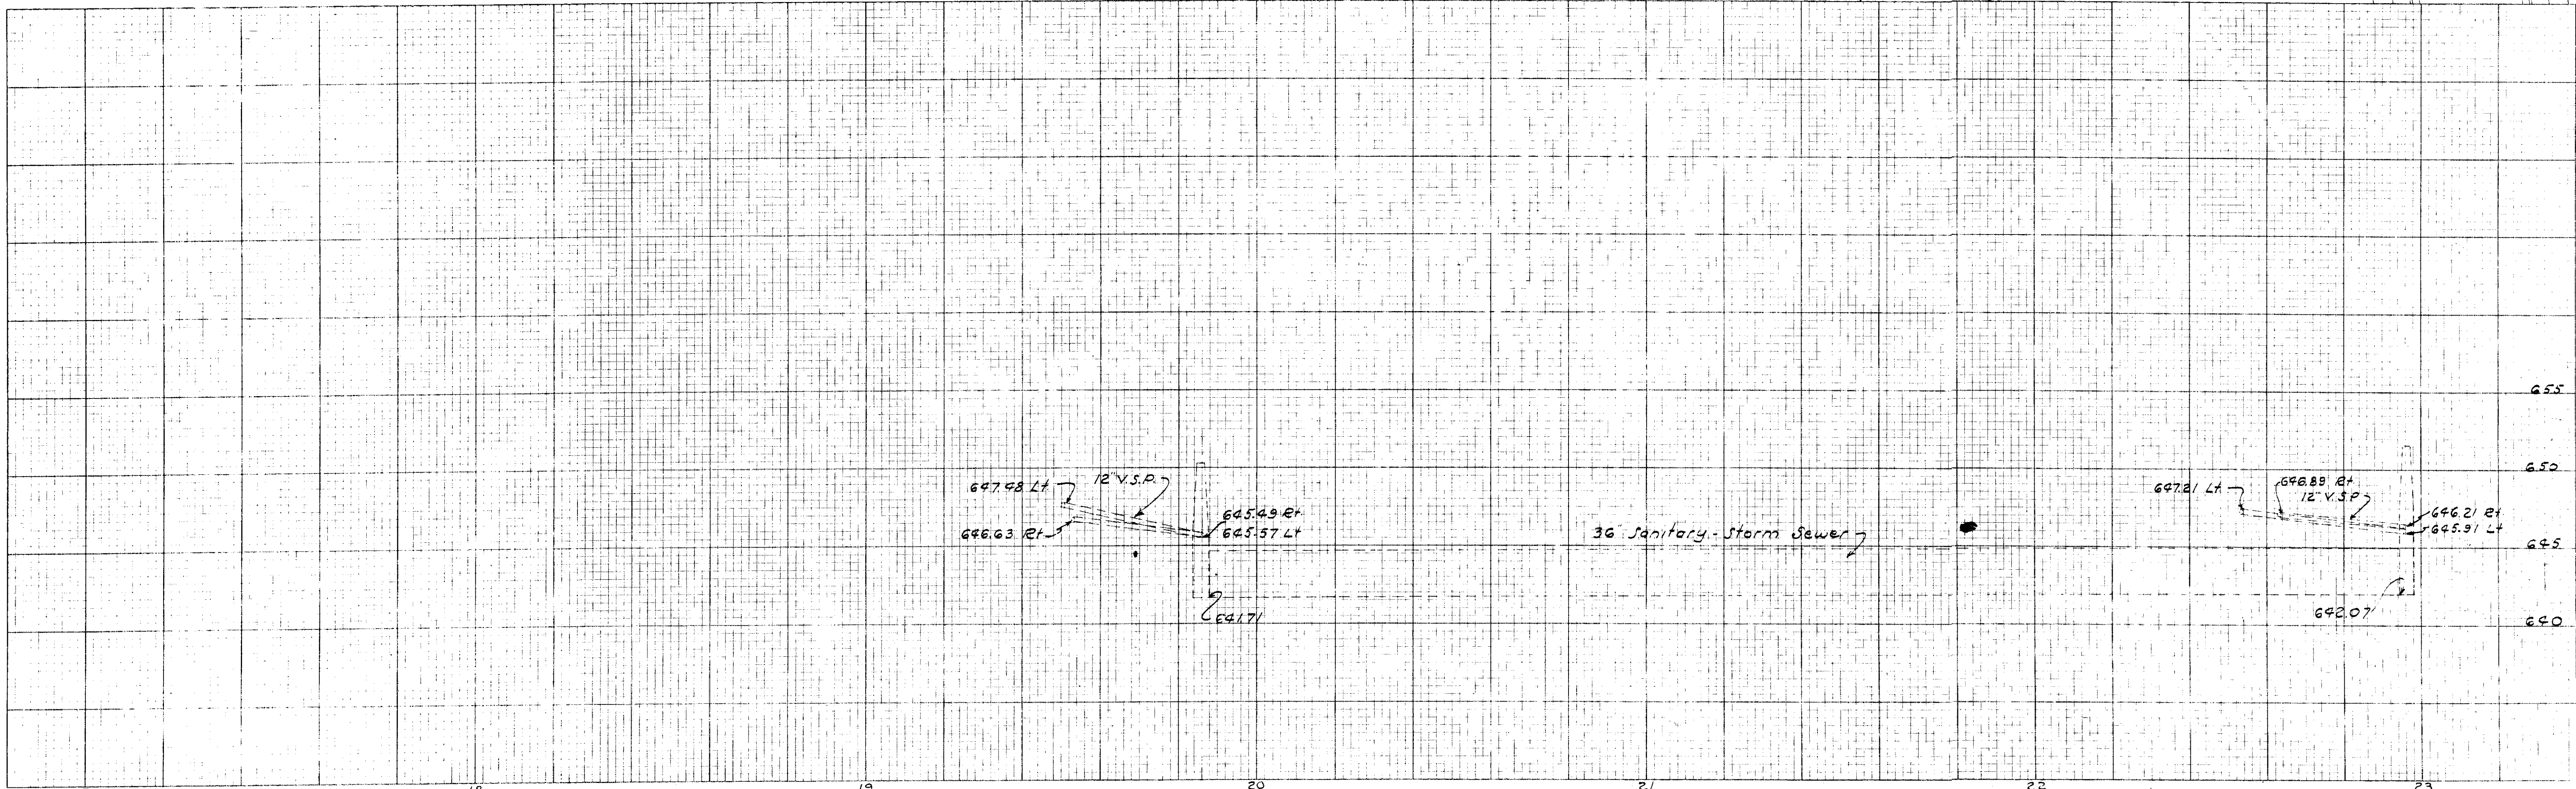 655
650
647.48 Lt
12" V.S.P.
647.21 Lt
646.89 Rt
12" V.S.P
645.49 Rt
646.21 Rt
646.63 Rt
645.57 Lt
36" Sanitary - Storm Sewer
645.91 Lt
645
641.71
642.07
640
18
19
20
21
22
23